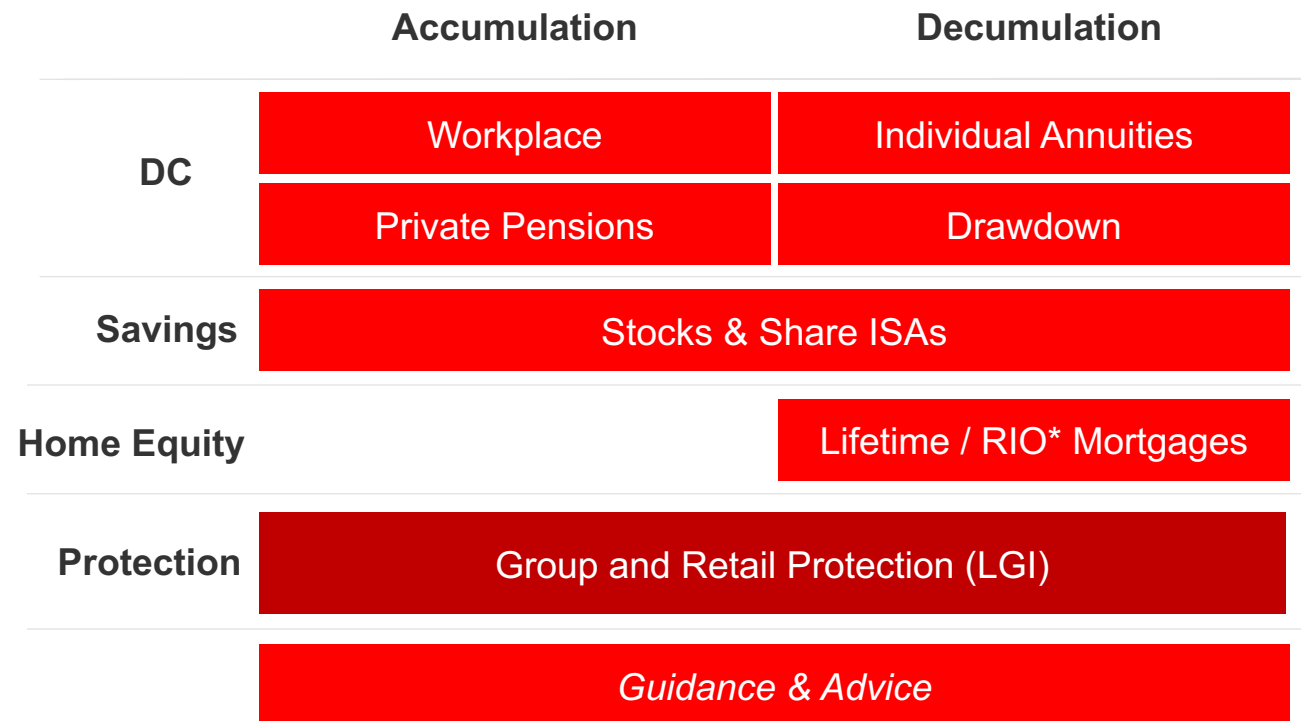 Accumulation
Decumulation
DC
Workplace
Individual Annuities
Private Pensions
Drawdown
Savings
Stocks & Share ISAs
Home Equity
Lifetime / RIO* Mortgages
Protection
Group and Retail Protection (LGI)
Guidance & Advice